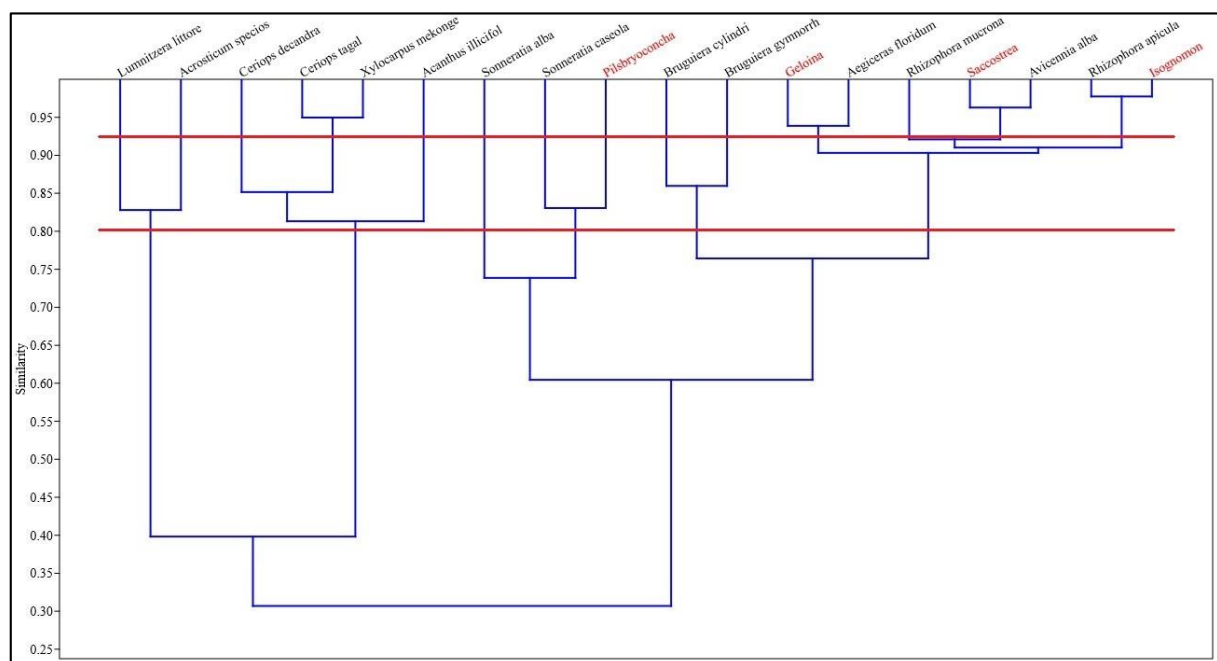 Lumnitzera littore
Acrosticum specios
Ceriops decandra
Ceriops tagal
Xylocarpus mekonge
Acanthus illicifol
Sonneratia alba
Sonneratia caseola
Pilsbryoconcha
Bruguiera cylindri
Bruguiera gymnorrh
Geloina
Aegiceras floridum
Rhizophora mucrona
Saccostrea
Avicennia alba
Rhizophora apicula
Isognomon
0.95
0.90
0.85
0.80
0.75
0.70
0.65
0.60
0.55
0.50
0.45
0.40
0.35
0.30
0.25
Similarity